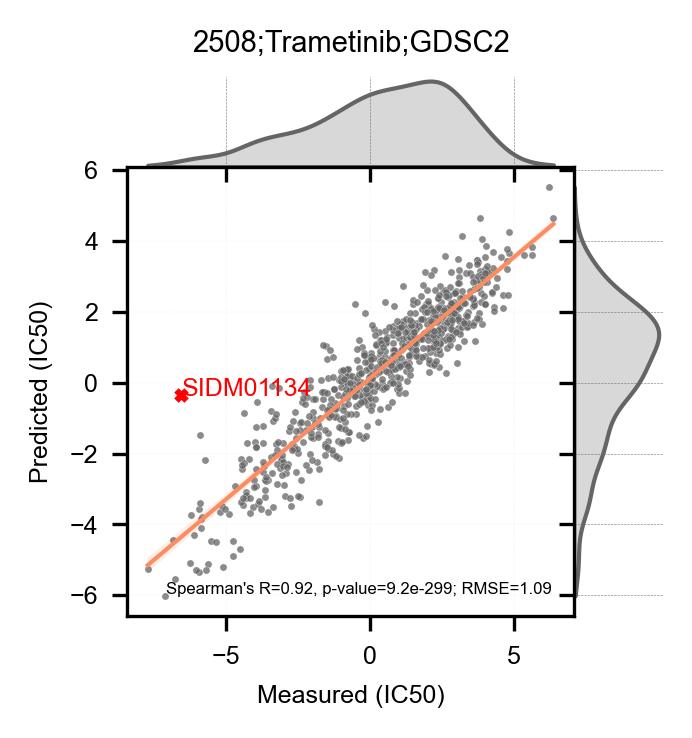 2508;Trametinib;GDSC2
6
4
2
0
−2
−4
−6
Predicted (IC50)
SIDM01134
Spearman's R=0.92, p-value=9.2e-299; RMSE=1.09
−5
0
5
Measured (IC50)